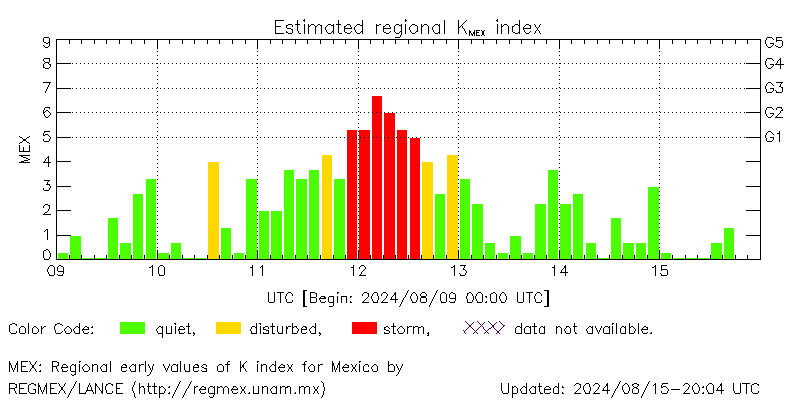 Estimated regional K MEX index
9
8
7
6
5
4
3
2
1
0
MEX
G5
G4
G3
G2
G1
09 10 11 12 13 14 15
UTC [Begin: 2024/08/09 00:00 UTC]
Color Code: quiet, disturbed, storm, data not available.
MEX: Regional early values of K index for Mexico by
REGMEX/LANCE (http://regmex.unam.mx) Updated: 2024/08/15-20:04 UTC